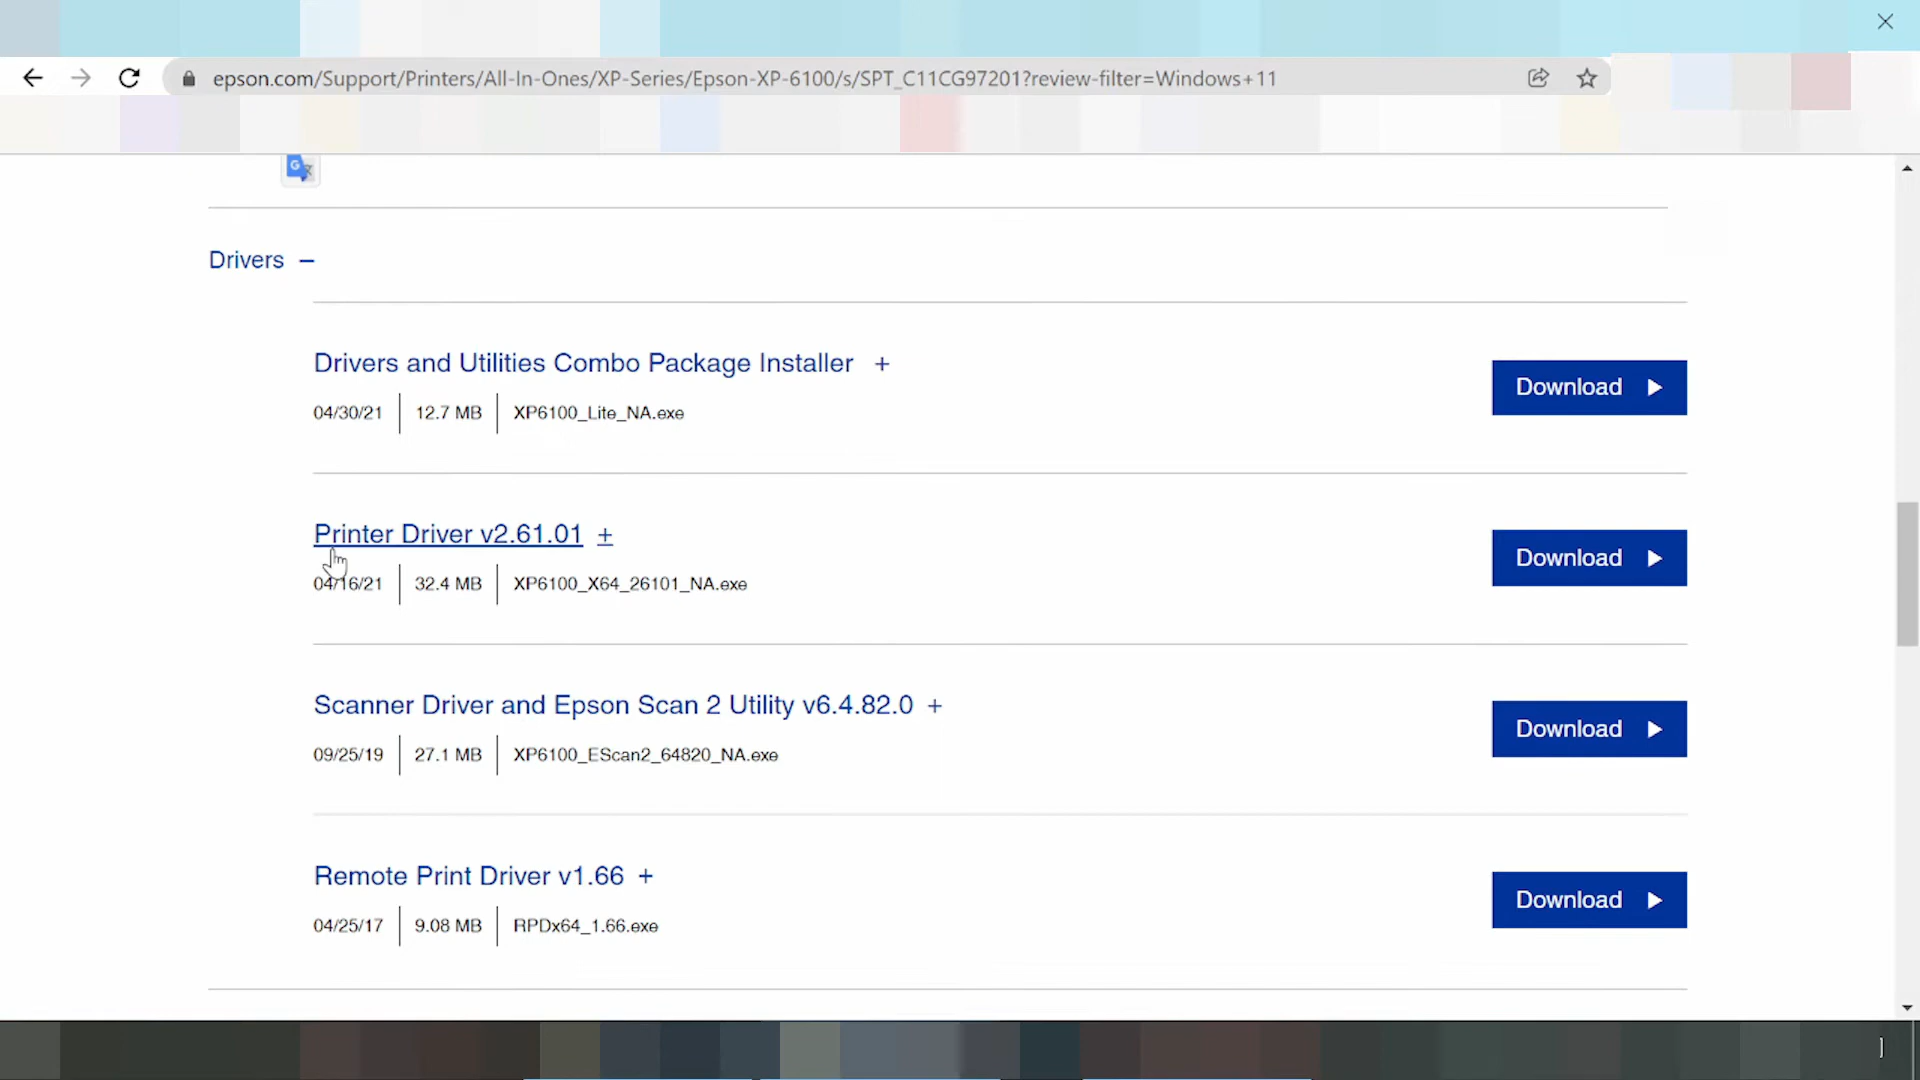 epson.com/Support/Printers/All-In-Ones/XP-Series/Epson-XP-6100/s/SPT_C11CG97201?review-filter=Windows+11
Drivers −
Drivers and Utilities Combo Package Installer +
04/30/21 12.7 MB XP6100_Lite_NA.exe
Download
Printer Driver v2.61.01 +
04/16/21 32.4 MB XP6100_X64_26101_NA.exe
Download
Scanner Driver and Epson Scan 2 Utility v6.4.82.0 +
09/25/19 27.1 MB XP6100_EScan2_64820_NA.exe
Download
Remote Print Driver v1.66 +
04/25/17 9.08 MB RPDx64_1.66.exe
Download